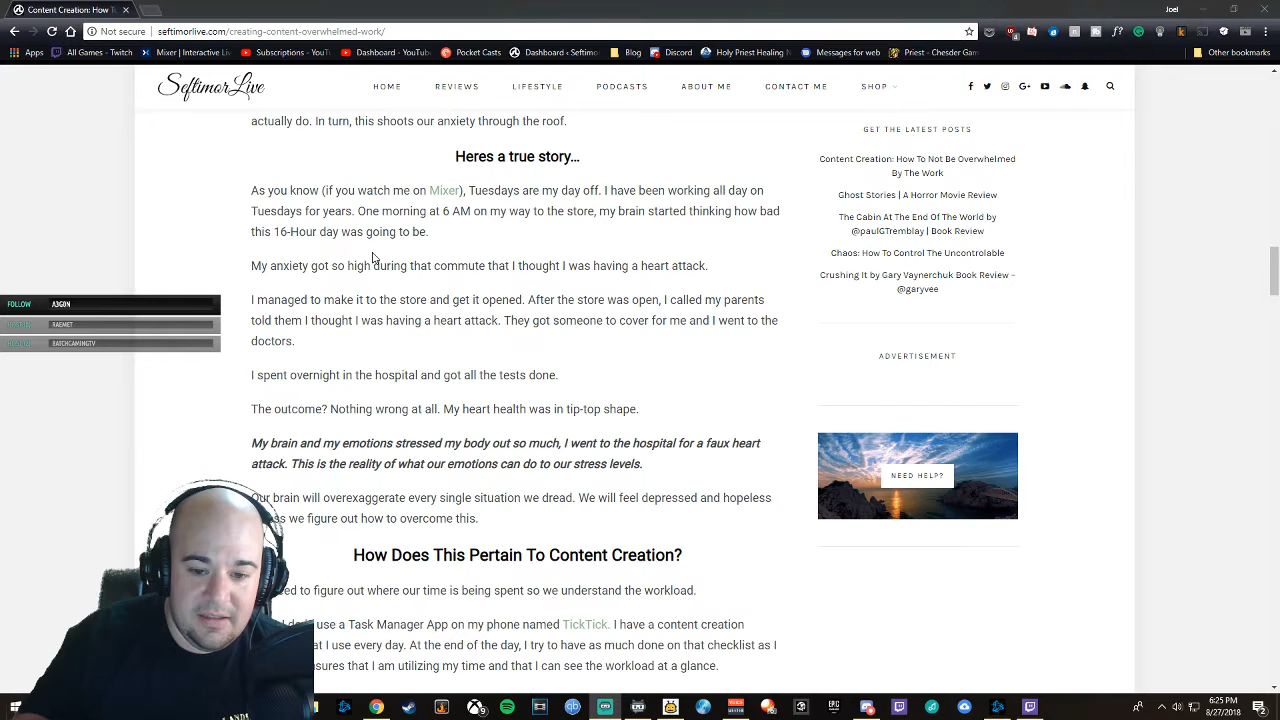 Content Creation: How To
Joel
Not secure | seftimorlive.com/creating-content-overwhelmed-work/
Apps
All Games - Twitch
Mixer | Interactive Liv
Subscriptions - YouTu
Dashboard - YouTube
Pocket Casts
Dashboard ‹ Seftimo
Blog
Discord
Holy Priest Healing
Messages for web
Priest - Chesder Gam
Other bookmarks
SeftimorLive
HOME
REVIEWS
LIFESTYLE
PODCASTS
ABOUT ME
CONTACT ME
SHOP
actually do. In turn, this shoots our anxiety through the roof.
Heres a true story…
As you know (if you watch me on Mixer), Tuesdays are my day off. I have been working all day on
Tuesdays for years. One morning at 6 AM on my way to the store, my brain started thinking how bad
this 16-Hour day was going to be.
My anxiety got so high during that commute that I thought I was having a heart attack.
I managed to make it to the store and get it opened. After the store was open, I called my parents
told them I thought I was having a heart attack. They got someone to cover for me and I went to the
doctors.
I spent overnight in the hospital and got all the tests done.
The outcome? Nothing wrong at all. My heart health was in tip-top shape.
My brain and my emotions stressed my body out so much, I went to the hospital for a faux heart
attack. This is the reality of what our emotions can do to our stress levels.
Our brain will overexaggerate every single situation we dread. We will feel depressed and hopeless
we figure out how to overcome this.
How Does This Pertain To Content Creation?
to figure out where our time is being spent so we understand the workload.
use a Task Manager App on my phone named TickTick. I have a content creation
I use every day. At the end of the day, I try to have as much done on that checklist as I
that I am utilizing my time and that I can see the workload at a glance.
GET THE LATEST POSTS
Content Creation: How To Not Be Overwhelmed
By The Work
Ghost Stories | A Horror Movie Review
The Cabin At The End Of The World by
@paulGTremblay | Book Review
Chaos: How To Control The Uncontrolable
Crushing It by Gary Vaynerchuk Book Review –
@garyvee
ADVERTISEMENT
NEED HELP?
FOLLOW
A3G0N
RAEMET
BATCHGAMINGTV
6:25 PM
8/27/2018